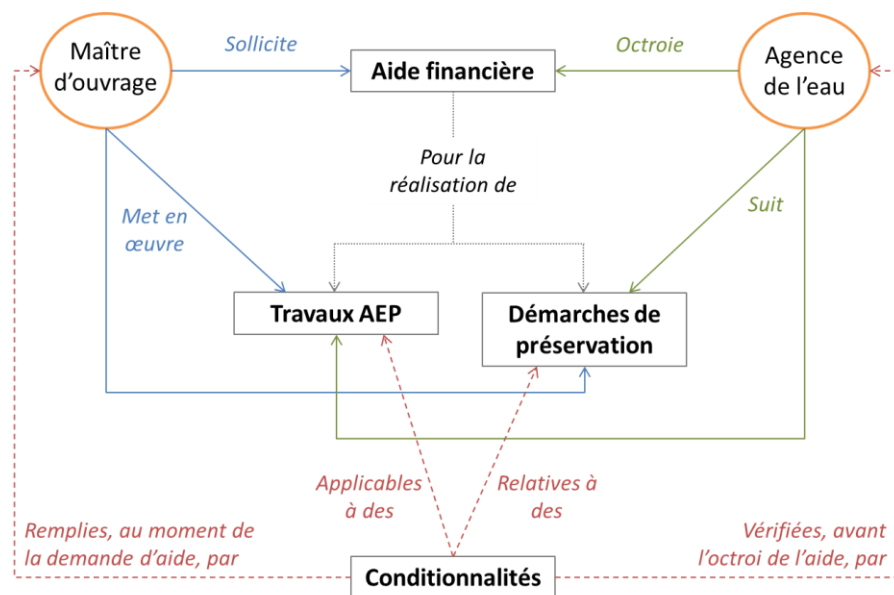 Maître
d'ouvrage
Sollicite
Aide financière
Octroie
Agence
de l'eau
Pour la
réalisation de
Met en
œuvre
Suit
Travaux AEP
Démarches de
préservation
Applicables
à des
Relatives à
des
Remplies, au moment de
la demande d'aide, par
Vérifiées, avant
l'octroi de l'aide, par
Conditionnalités